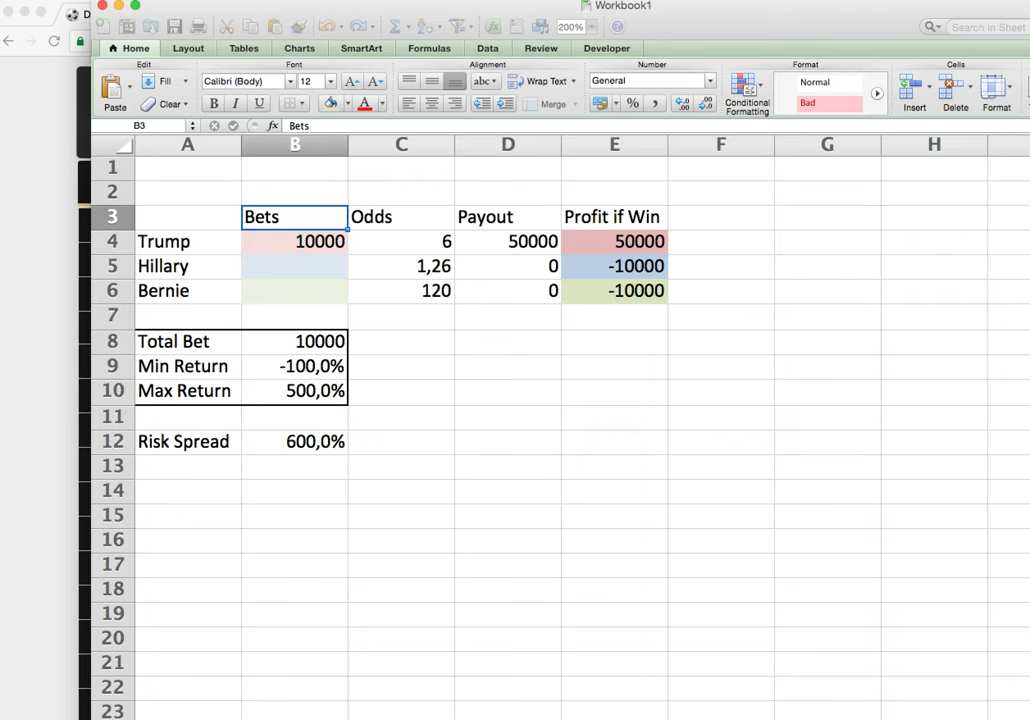 D
Workbook1
200%
Search in Sheet
Home Layout Tables Charts SmartArt Formulas Data Review Developer
Edit Font Alignment Number Format Cells
Paste Fill Clear Calibri (Body) 12 A A abc Wrap Text General Conditional Formatting Normal Insert Delete Format
B I U A Merge % , Bad
B3 fx Bets
A B C D E F G H
1
2
3 Bets Odds Payout Profit if Win
4 Trump 10000 6 50000 50000
5 Hillary 1,26 0 -10000
6 Bernie 120 0 -10000
7
8 Total Bet 10000
9 Min Return -100,0%
10 Max Return 500,0%
11
12 Risk Spread 600,0%
13
14
15
16
17
18
19
20
21
22
23